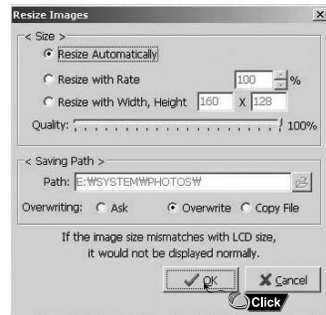 Resize Images
< Size >
Resize Automatically
Resize with Rate 100 %
Resize with Width, Height 160 X 128
Quality: 100%
< Saving Path >
Path: E:₩SYSTEM₩PHOTOS₩
Overwriting: Ask Overwrite Copy File
If the image size mismatches with LCD size,
it would not be displayed normally.
OK Cancel
Click